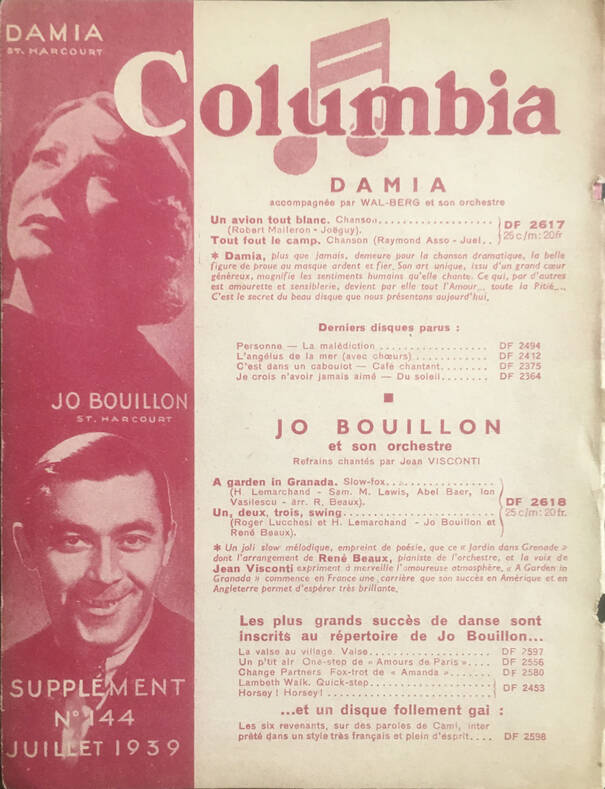 DAMIA
ST. HARCOURT
Columbia
DAMIA
accompagnée par WAL-BERG et son orchestre
Un avion tout blanc. Chanson
(Robert Malleron - Joëguy).
Tout fout le camp. Chanson (Raymond Asso - Juel..
DF 2617
25 c/m : 20 fr
* Damia, plus que jamais, demeure pour la chanson dramatique, la belle
figure de proue au masque ardent et fier. Son art unique, issu d'un grand cœur
généreux, magnifie les sentiments humains qu'elle chante. Ce qui, par d'autres
est amourette et sensiblerie, devient par elle tout l'Amour... toute la Pitié...
C'est le secret du beau disque que nous présentons aujourd'hui.
Derniers disques parus :
Personne — La malédiction .................. DF 2494
L'angélus de la mer (avec chœurs) ............ DF 2412
C'est dans un caboulot — Café chantant....... DF 2375
Je crois n'avoir jamais aimé — Du soleil....... DF 2364
JO BOUILLON
ST. HARCOURT
JO BOUILLON
et son orchestre
Refrains chantés par Jean VISCONTI
A garden in Granada. Slow-fox
(H. Lemarchand - Sam. M. Lewis, Abel Baer, Ion
Vasilescu - arr. R. Beaux).
Un, deux, trois, swing
(Roger Lucchesi et H. Lemarchand - Jo Bouillon et
René Beaux).
DF 2618
25 c/m : 20 fr.
* Un joli slow mélodique, empreint de poésie, que ce « Jardin dans Grenade »
dont l'arrangement de René Beaux, pianiste de l'orchestre, et la voix de
Jean Visconti expriment à merveille l'amoureuse atmosphère. « A Garden in
Granada » commence en France une carrière que son succès en Amérique et en
Angleterre permet d'espérer très brillante.
Les plus grands succès de danse sont
inscrits au répertoire de Jo Bouillon...
La valse au village. Valse ................... DF 2597
Un p'tit air One-step de « Amours de Paris » .... DF 2556
Change Partners Fox-trot de « Amanda » ....... DF 2580
Lambeth Walk. Quick-step
Horsey ! Horsey !
DF 2453
...et un disque follement gai :
Les six revenants, sur des paroles de Cami, inter
prêté dans un style très français et plein d'esprit.... DF 2598
SUPPLÉMENT
N° 144
JUILLET 1939